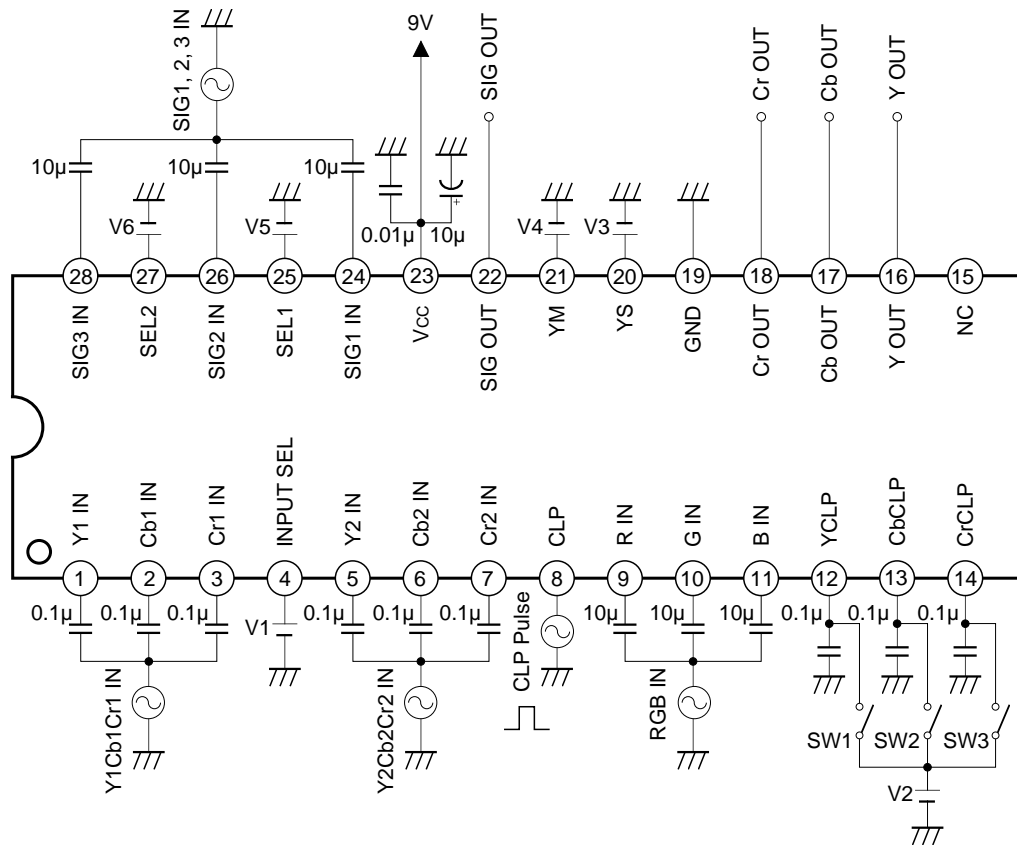 9V
SIG1, 2, 3 IN
SIG OUT
Cr OUT
Cb OUT
Y OUT
10µ
10µ
10µ
V6
V5
0.01µ
10µ
+
V4
V3
28
27
26
25
24
23
22
21
20
19
18
17
16
15
SIG3 IN
SEL2
SIG2 IN
SEL1
SIG1 IN
Vcc
SIG OUT
YM
YS
GND
Cr OUT
Cb OUT
Y OUT
NC
Y1 IN
Cb1 IN
Cr1 IN
INPUT SEL
Y2 IN
Cb2 IN
Cr2 IN
CLP
R IN
G IN
B IN
YCLP
CbCLP
CrCLP
1
2
3
4
5
6
7
8
9
10
11
12
13
14
0.1µ
0.1µ
0.1µ
V1
0.1µ
0.1µ
0.1µ
CLP Pulse
10µ
10µ
10µ
0.1µ
0.1µ
0.1µ
Y1Cb1Cr1 IN
Y2Cb2Cr2 IN
RGB IN
SW1
SW2
SW3
V2